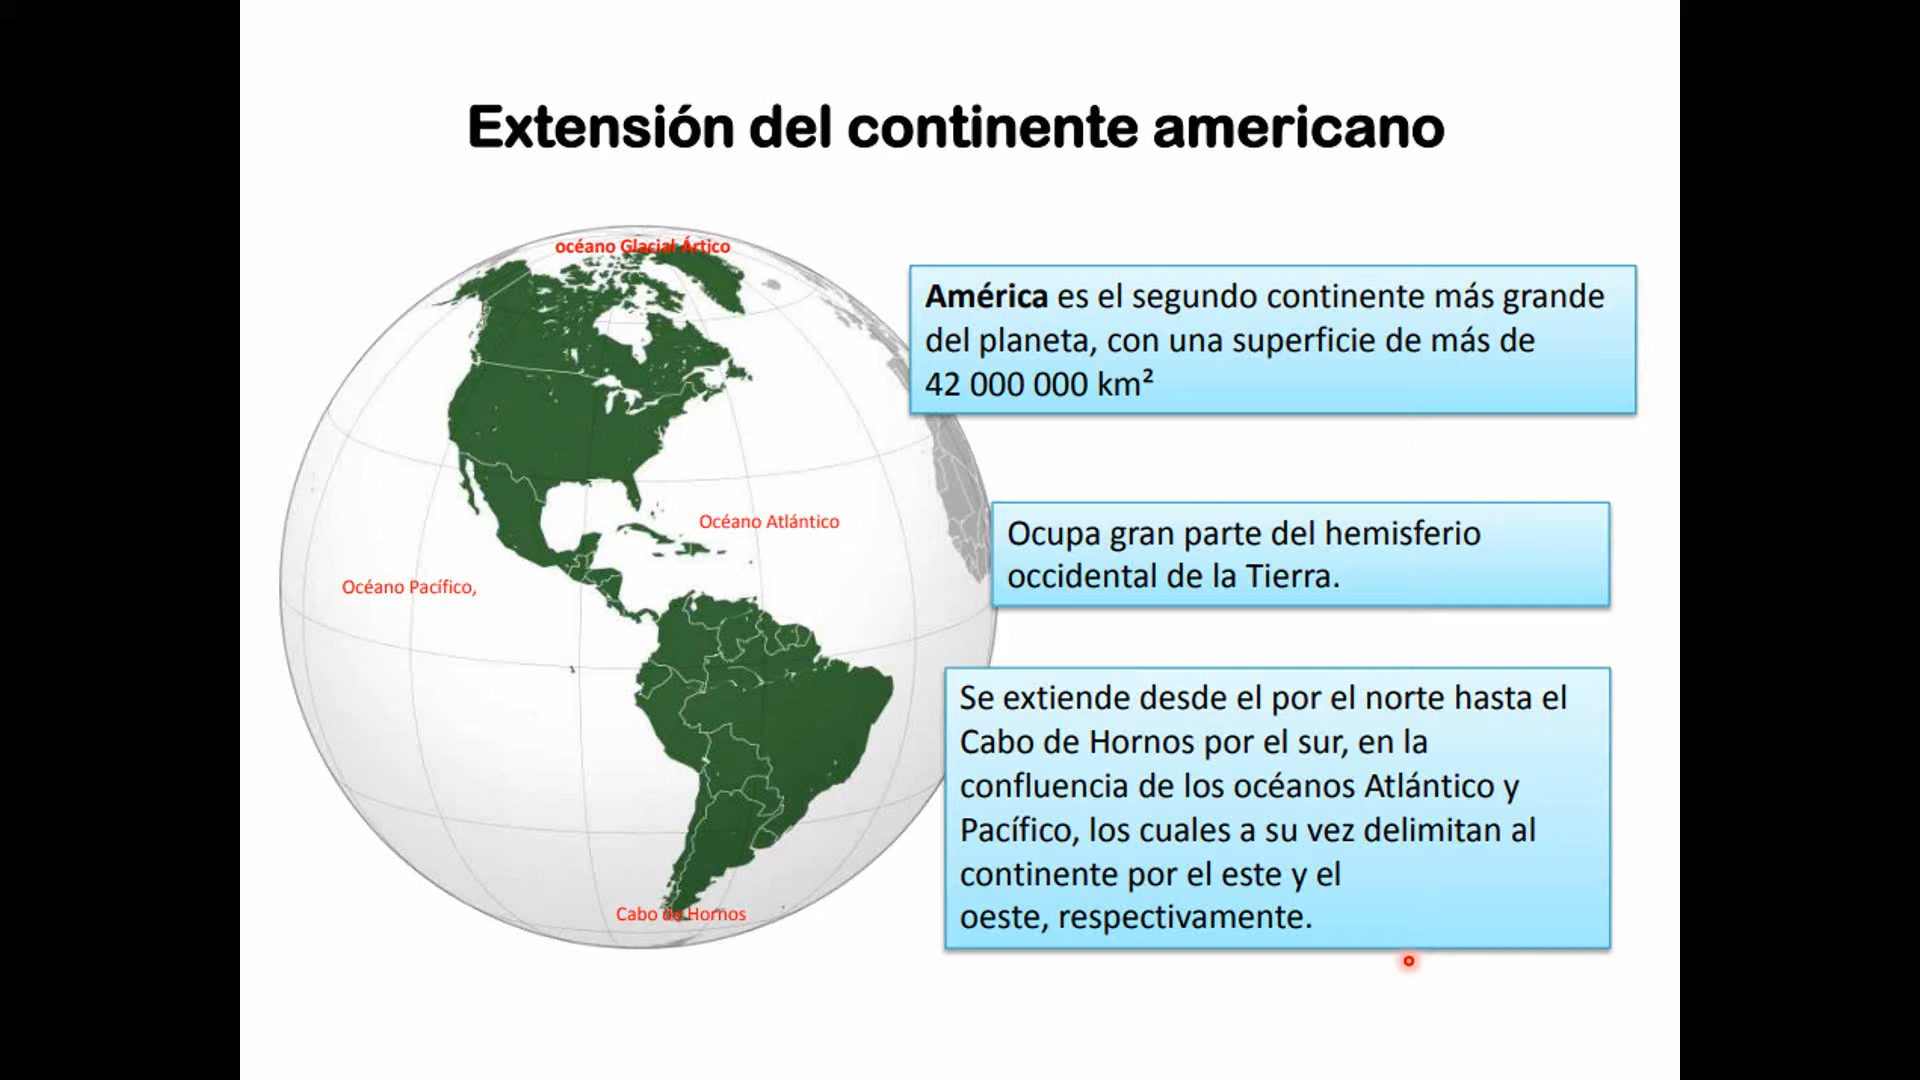 Extensión del continente americano
océano Glacial Ártico
América es el segundo continente más grande
del planeta, con una superficie de más de
42 000 000 km²
Océano Atlántico
Ocupa gran parte del hemisferio
occidental de la Tierra.
Océano Pacífico,
Se extiende desde el por el norte hasta el
Cabo de Hornos por el sur, en la
confluencia de los océanos Atlántico y
Pacífico, los cuales a su vez delimitan al
continente por el este y el
oeste, respectivamente.
Cabo de Hornos